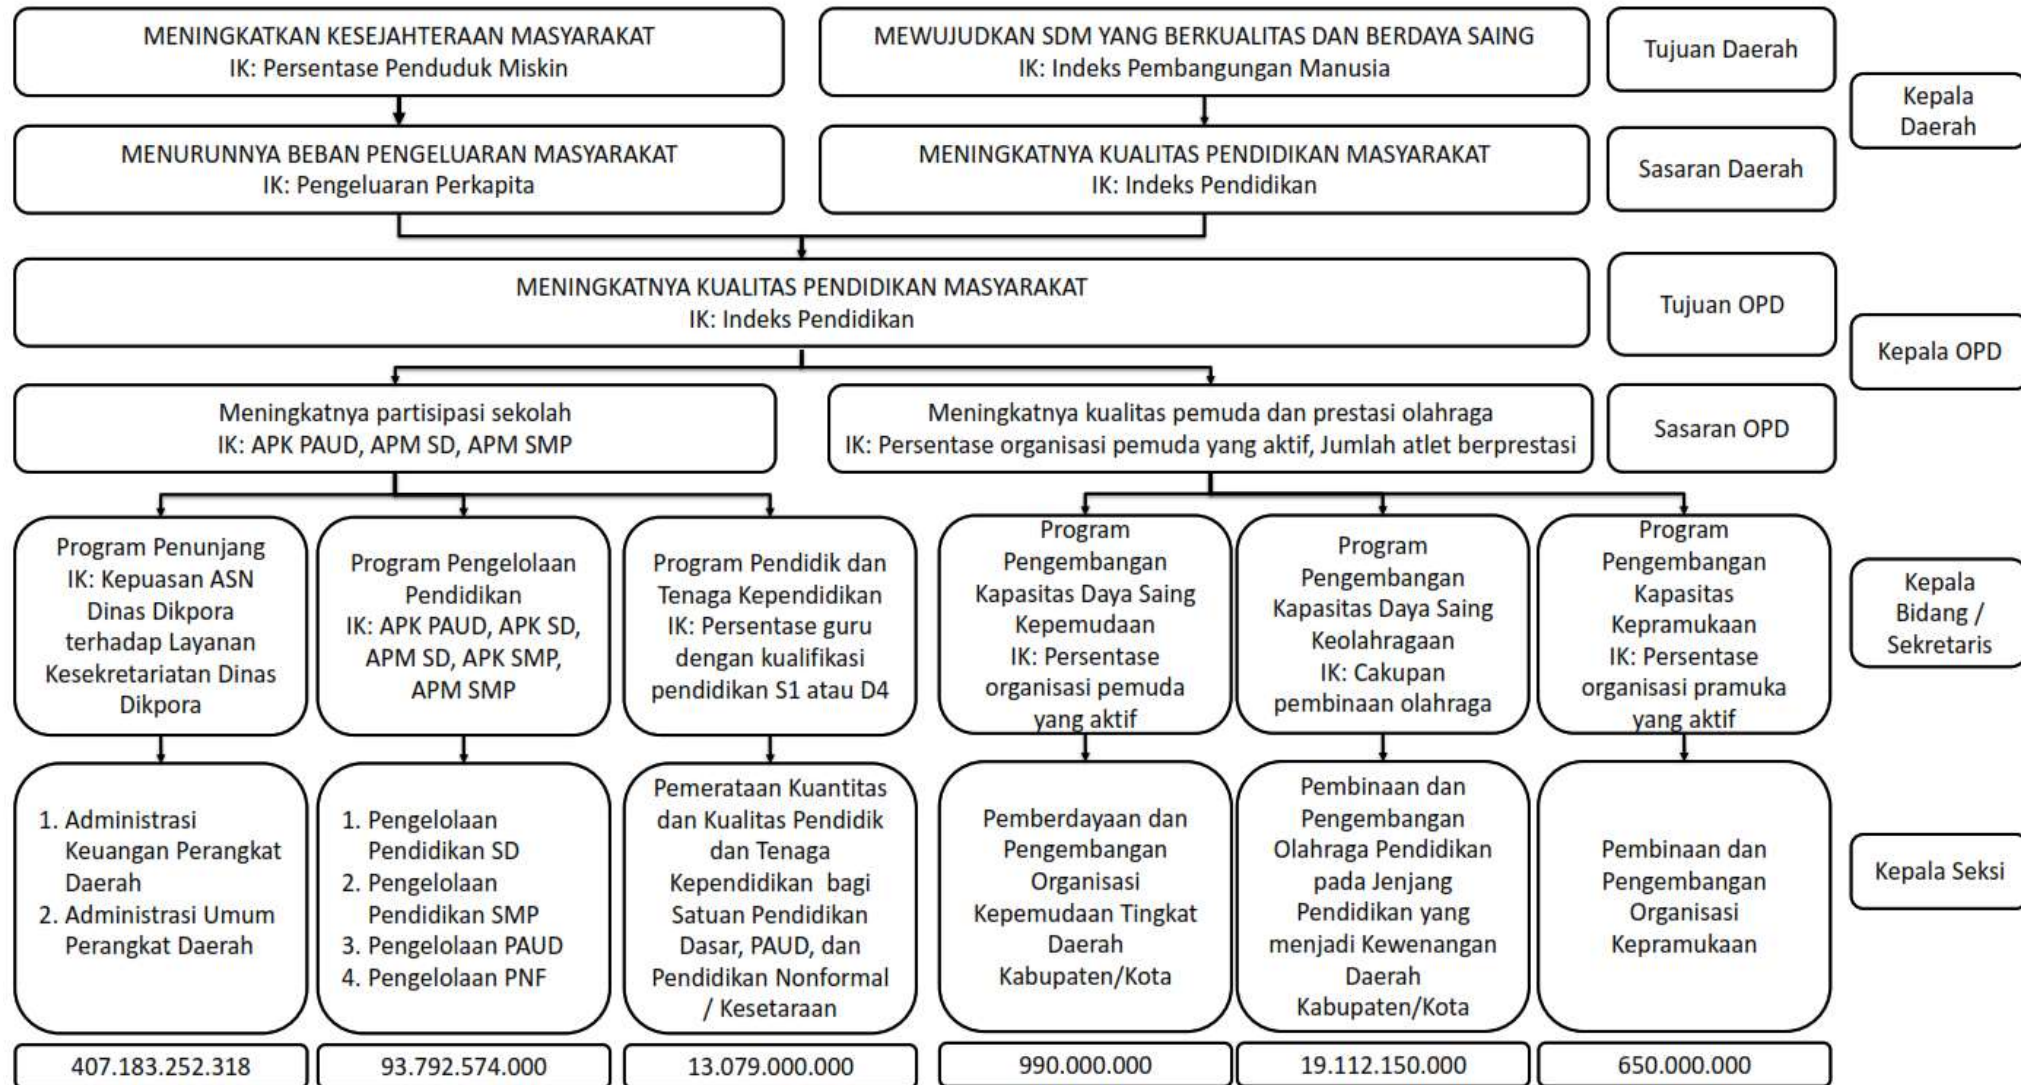 MENINGKATKAN KESEJAHTERAAN MASYARAKAT
IK: Persentase Penduduk Miskin
MEWUJUDKAN SDM YANG BERKUALITAS DAN BERDAYA SAING
IK: Indeks Pembangungan Manusia
Tujuan Daerah
Kepala
Daerah
MENURUNNYA BEBAN PENGELUARAN MASYARAKAT
IK: Pengeluaran Perkapita
MENINGKATNYA KUALITAS PENDIDIKAN MASYARAKAT
IK: Indeks Pendidikan
Sasaran Daerah
MENINGKATNYA KUALITAS PENDIDIKAN MASYARAKAT
IK: Indeks Pendidikan
Tujuan OPD
Kepala OPD
Meningkatnya partisipasi sekolah
IK: APK PAUD, APM SD, APM SMP
Meningkatnya kualitas pemuda dan prestasi olahraga
IK: Persentase organisasi pemuda yang aktif, Jumlah atlet berprestasi
Sasaran OPD
Program Penunjang
IK: Kepuasan ASN
Dinas Dikpora
terhadap Layanan
Kesekretariatan Dinas
Dikpora
Program Pengelolaan
Pendidikan
IK: APK PAUD, APK SD,
APM SD, APK SMP,
APM SMP
Program Pendidik dan
Tenaga Kependidikan
IK: Persentase guru
dengan kualifikasi
pendidikan S1 atau D4
Program
Pengembangan
Kapasitas Daya Saing
Kepemudaan
IK: Persentase
organisasi pemuda
yang aktif
Program
Pengembangan
Kapasitas Daya Saing
Keolahragaan
IK: Cakupan
pembinaan olahraga
Program
Pengembangan
Kapasitas
Kepramukaan
IK: Persentase
organisasi pramuka
yang aktif
Kepala
Bidang /
Sekretaris
1. Administrasi
Keuangan Perangkat
Daerah
2. Administrasi Umum
Perangkat Daerah
1. Pengelolaan
Pendidikan SD
2. Pengelolaan
Pendidikan SMP
3. Pengelolaan PAUD
4. Pengelolaan PNF
Pemerataan Kuantitas
dan Kualitas Pendidik
dan Tenaga
Kependidikan bagi
Satuan Pendidikan
Dasar, PAUD, dan
Pendidikan Nonformal
/ Kesetaraan
Pemberdayaan dan
Pengembangan
Organisasi
Kepemudaan Tingkat
Daerah
Kabupaten/Kota
Pembinaan dan
Pengembangan
Olahraga Pendidikan
pada Jenjang
Pendidikan yang
menjadi Kewenangan
Daerah
Kabupaten/Kota
Pembinaan dan
Pengembangan
Organisasi
Kepramukaan
Kepala Seksi
407.183.252.318
93.792.574.000
13.079.000.000
990.000.000
19.112.150.000
650.000.000